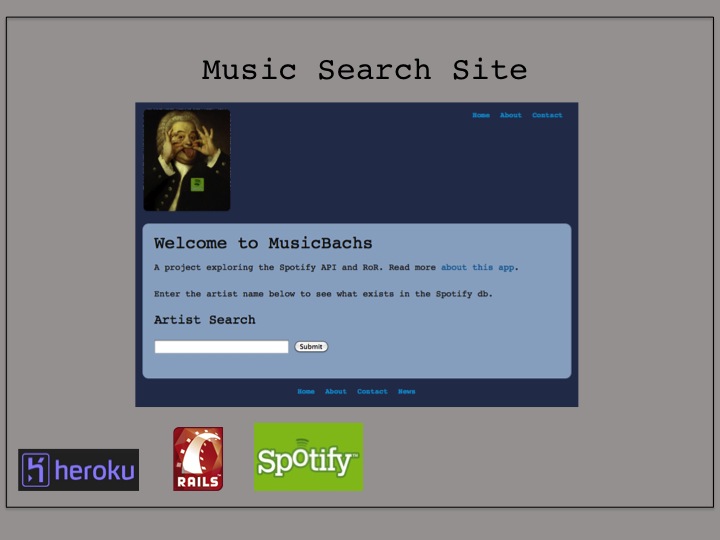 Music Search Site
Home About Contact
Welcome to MusicBachs
A project exploring the Spotify API and RoR. Read more about this app.
Enter the artist name below to see what exists in the Spotify db.
Artist Search
Submit
Home About Contact News
heroku
RAILS
Spotify